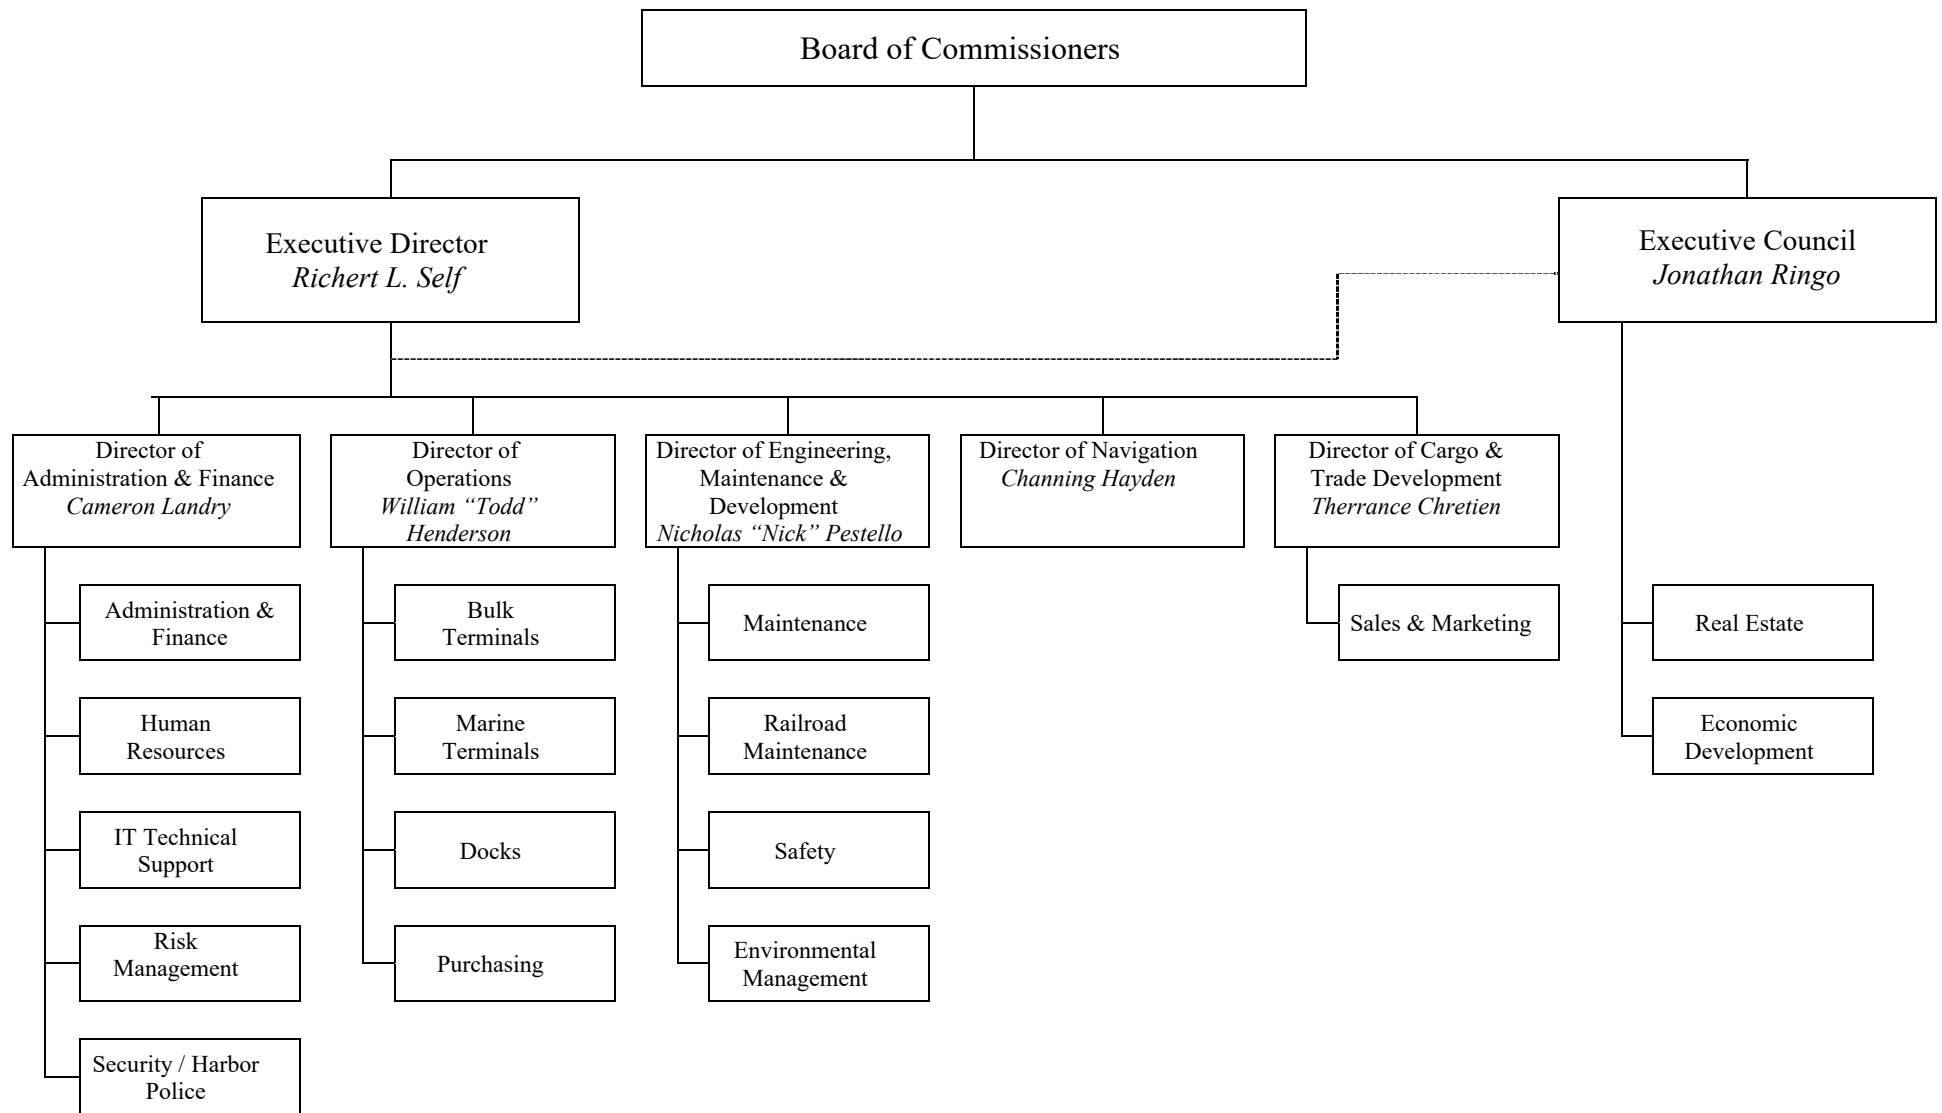 Board of Commissioners
Executive Director
Richert L. Self
Executive Council
Jonathan Ringo
Director of
Administration & Finance
Cameron Landry
Director of
Operations
William “Todd”
Henderson
Director of Engineering,
Maintenance &
Development
Nicholas “Nick” Pestello
Director of Navigation
Channing Hayden
Director of Cargo &
Trade Development
Therrance Chretien
Administration &
Finance
Bulk
Terminals
Maintenance
Sales & Marketing
Real Estate
Human
Resources
Marine
Terminals
Railroad
Maintenance
Economic
Development
IT Technical
Support
Docks
Safety
Risk
Management
Purchasing
Environmental
Management
Security / Harbor
Police